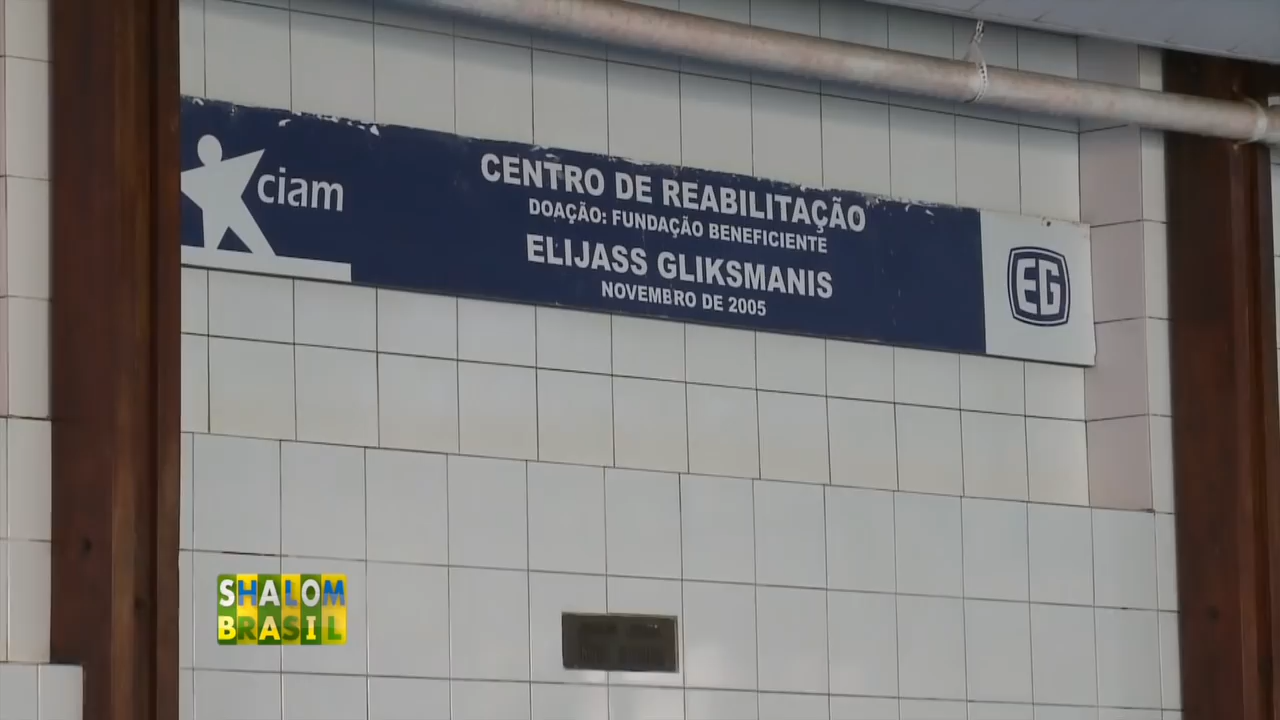 ciam
CENTRO DE REABILITAÇÃO
DOAÇÃO: FUNDAÇÃO BENEFICIENTE
ELIJASS GLIKSMANIS
NOVEMBRO DE 2005
EG
SHALOM
BRASIL